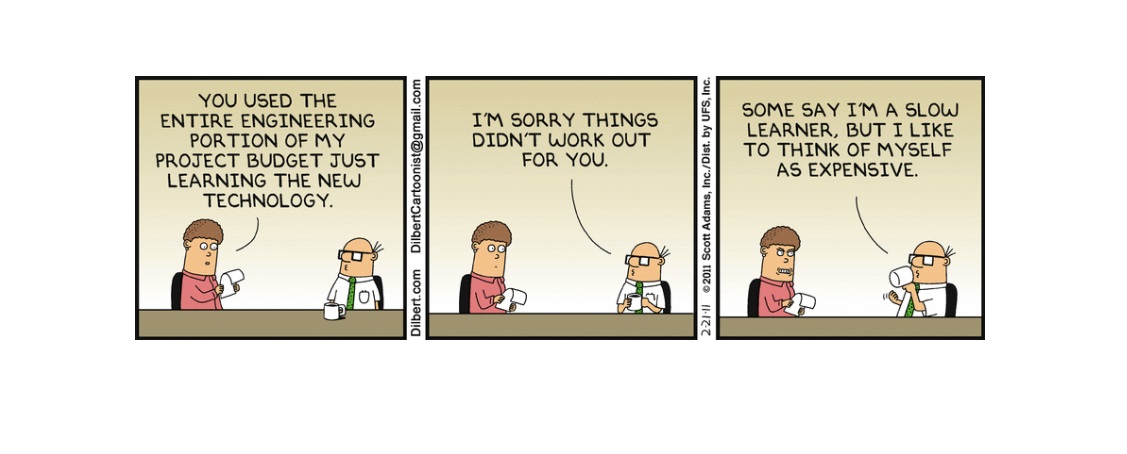 YOU USED THE
ENTIRE ENGINEERING
PORTION OF MY
PROJECT BUDGET JUST
LEARNING THE NEW
TECHNOLOGY.
Dilbert.com DilbertCartoonist@gmail.com
I'M SORRY THINGS
DIDN'T WORK OUT
FOR YOU.
2-21-11 ©2011 Scott Adams, Inc./Dist. by UFS, Inc.
SOME SAY I'M A SLOW
LEARNER, BUT I LIKE
TO THINK OF MYSELF
AS EXPENSIVE.